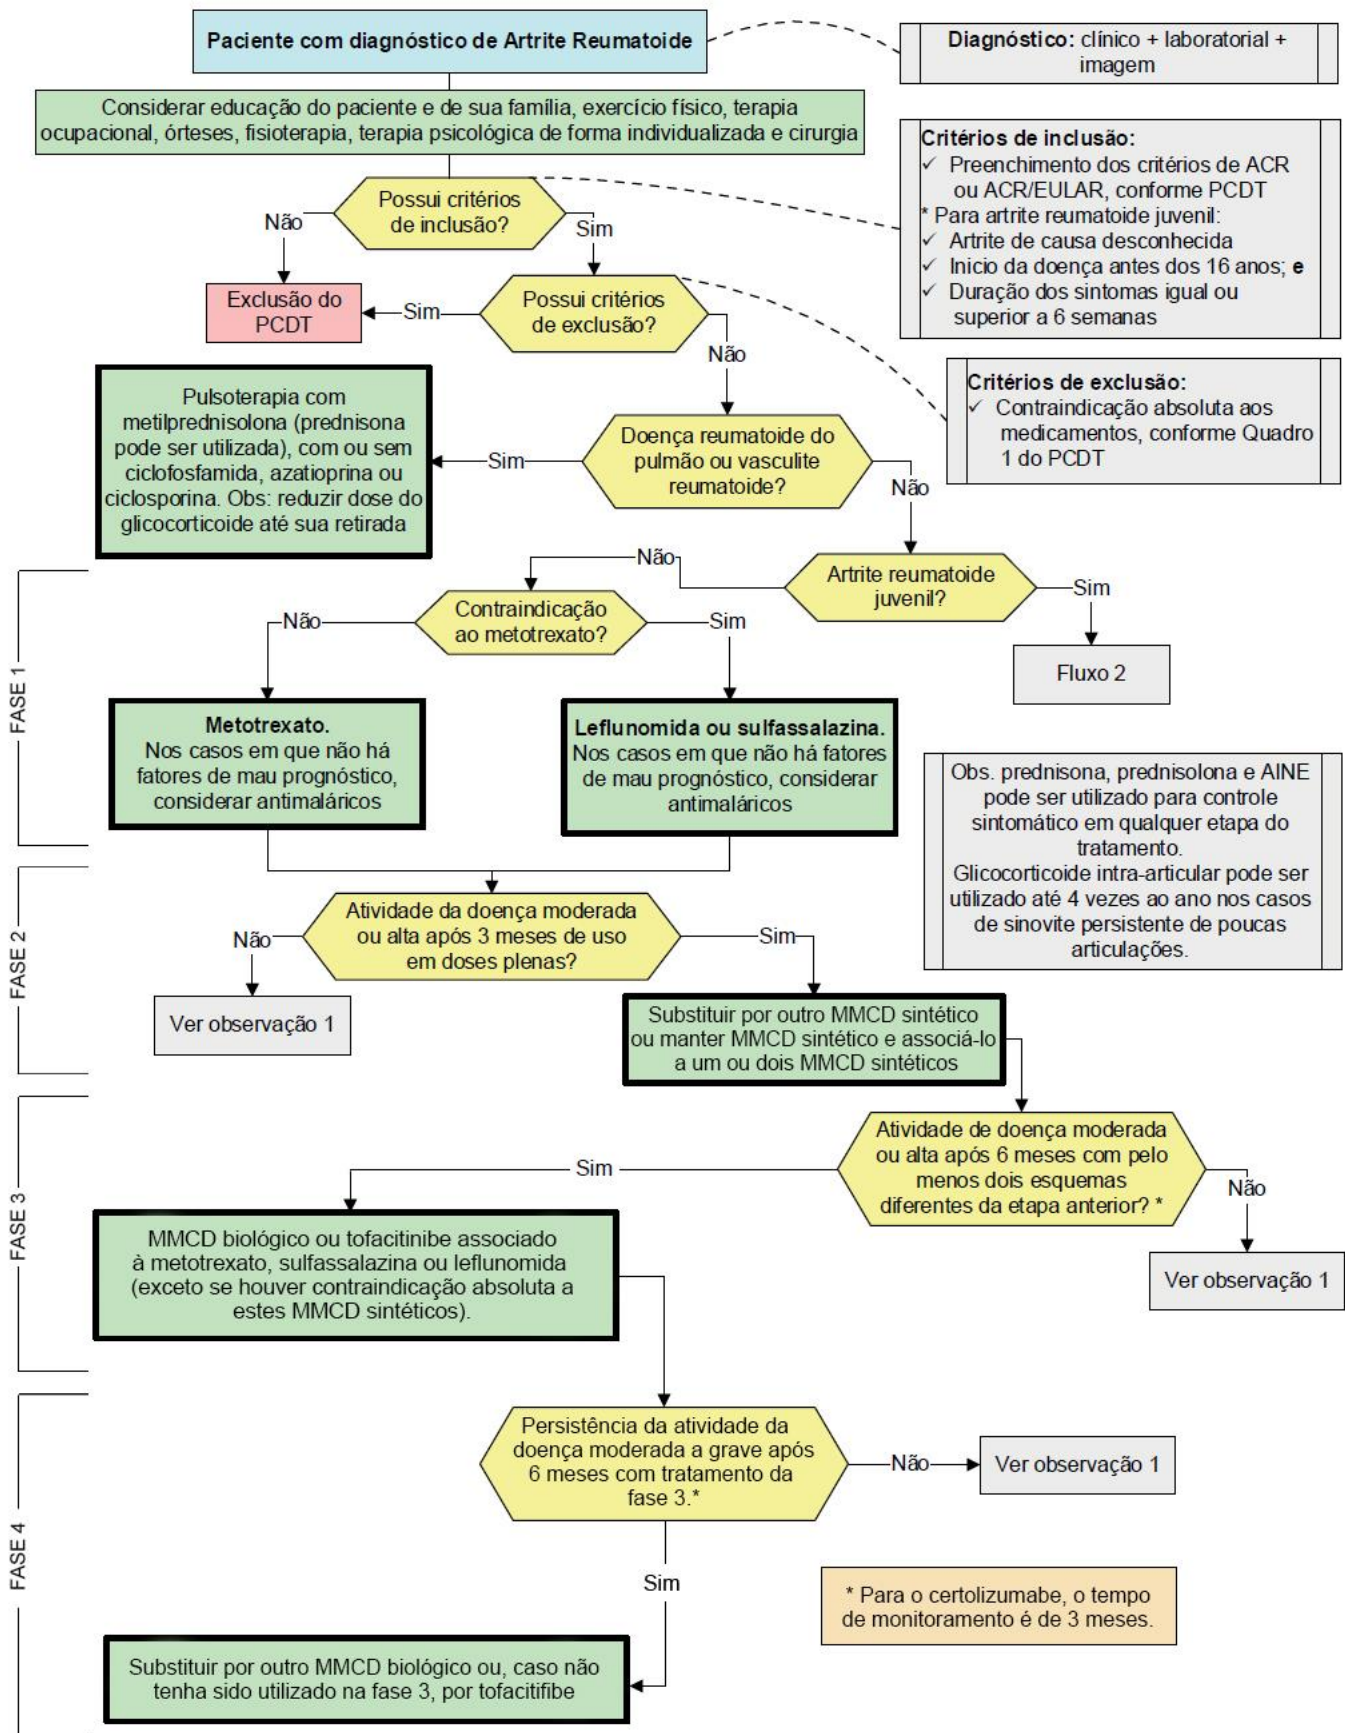 Paciente com diagnóstico de Artrite Reumatoide
Diagnóstico: clínico + laboratorial +
imagem
Considerar educação do paciente e de sua família, exercício físico, terapia
ocupacional, órteses, fisioterapia, terapia psicológica de forma individualizada e cirurgia
Critérios de inclusão:
✓ Preenchimento dos critérios de ACR
ou ACR/EULAR, conforme PCDT
* Para artrite reumatoide juvenil:
✓ Artrite de causa desconhecida
✓ Inicio da doença antes dos 16 anos; e
✓ Duração dos sintomas igual ou
superior a 6 semanas
Possui critérios
de inclusão?
Não
Sim
Exclusão do
PCDT
Sim
Possui critérios
de exclusão?
Não
Critérios de exclusão:
✓ Contraindicação absoluta aos
medicamentos, conforme Quadro
1 do PCDT
Pulsoterapia com
metilprednisolona (prednisona
pode ser utilizada), com ou sem
ciclofosfamida, azatioprina ou
ciclosporina. Obs: reduzir dose do
glicocorticoide até sua retirada
Sim
Doença reumatoide do
pulmão ou vasculite
reumatoide?
Não
FASE 1
Não
Artrite reumatoide
juvenil?
Sim
Fluxo 2
Não
Contraindicação
ao metotrexato?
Sim
Metotrexato.
Nos casos em que não há
fatores de mau prognóstico,
considerar antimaláricos
Leflunomida ou sulfassalazina.
Nos casos em que não há fatores
de mau prognóstico, considerar
antimaláricos
Obs. prednisona, prednisolona e AINE
pode ser utilizado para controle
sintomático em qualquer etapa do
tratamento.
Glicocorticoide intra-articular pode ser
utilizado até 4 vezes ao ano nos casos
de sinovite persistente de poucas
articulações.
FASE 2
Atividade da doença moderada
ou alta após 3 meses de uso
em doses plenas?
Não
Sim
Ver observação 1
Substituir por outro MMCD sintético
ou manter MMCD sintético e associá-lo
a um ou dois MMCD sintéticos
FASE 3
Atividade de doença moderada
ou alta após 6 meses com pelo
menos dois esquemas
diferentes da etapa anterior? *
Sim
Não
Ver observação 1
MMCD biológico ou tofacitinibe associado
à metotrexato, sulfassalazina ou leflunomida
(exceto se houver contraindicação absoluta a
estes MMCD sintéticos).
FASE 4
Persistência da atividade da
doença moderada a grave após
6 meses com tratamento da
fase 3.*
Não
Ver observação 1
Sim
* Para o certolizumabe, o tempo
de monitoramento é de 3 meses.
Substituir por outro MMCD biológico ou, caso não
tenha sido utilizado na fase 3, por tofacitifibe